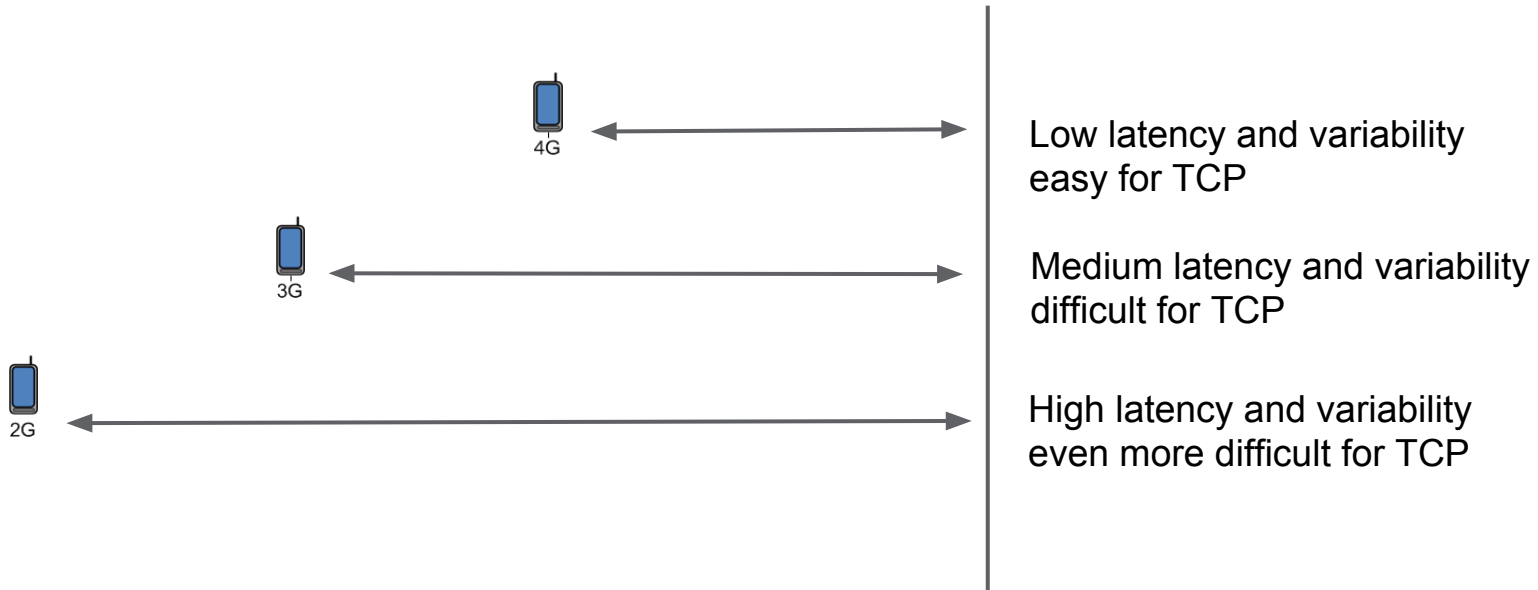 4G
Low latency and variability
easy for TCP
3G
Medium latency and variability
difficult for TCP
2G
High latency and variability
even more difficult for TCP